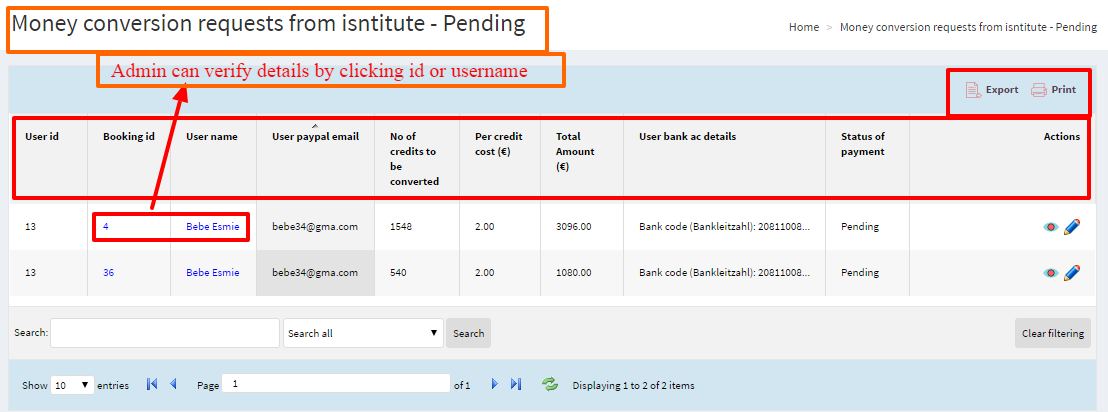 Money conversion requests from isntitute - Pending
Home > Money conversion requests from isntitute - Pending
Admin can verify details by clicking id or username
Export Print
User id Booking id User name User paypal email No of credits to be converted Per credit cost (€) Total Amount (€) User bank ac details Status of payment Actions
13 4 Bebe Esmie bebe34@gma.com 1548 2.00 3096.00 Bank code (Bankleitzahl): 20811008... Pending
13 36 Bebe Esmie bebe34@gma.com 540 2.00 1080.00 Bank code (Bankleitzahl): 20811008... Pending
Search: Search all Search Clear filtering
Show 10 entries Page 1 of 1 Displaying 1 to 2 of 2 items